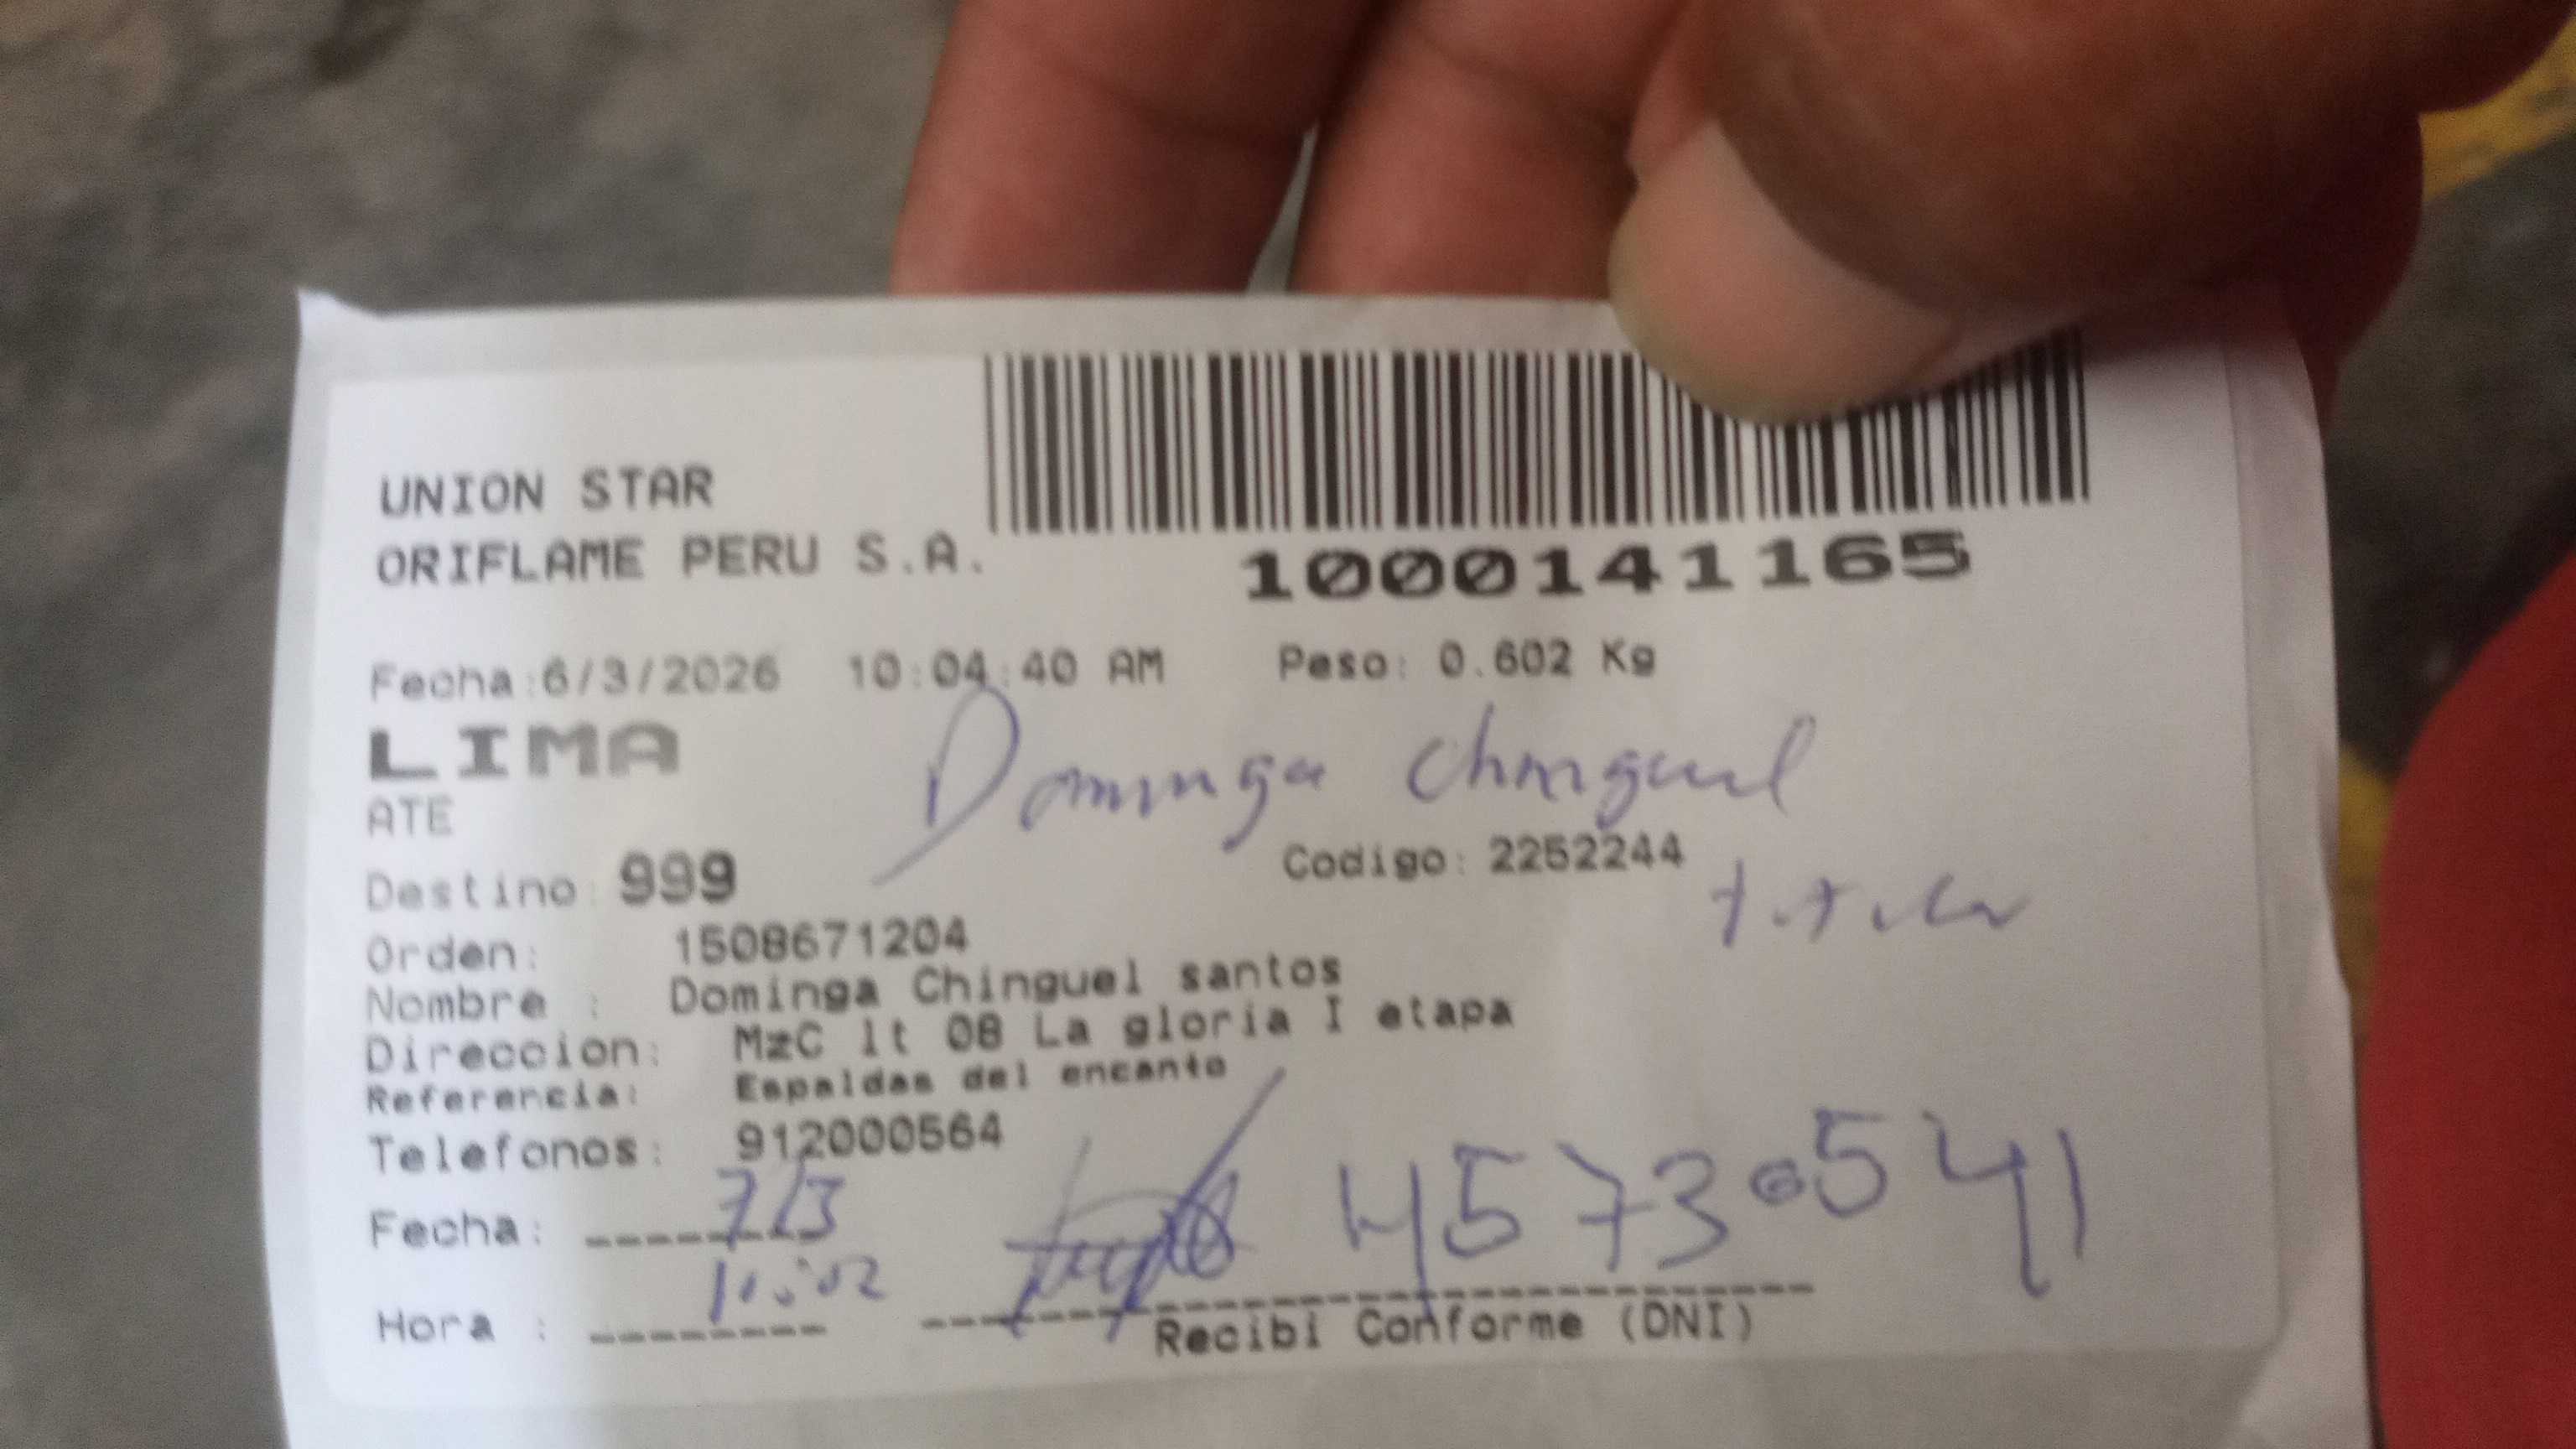 UNION STAR
ORIFLAME PERU S.A.
1000141165
Fecha:6/3/2026 10:04:40 AM Peso: 0.602 Kg
LIMA
Dominga Chinguel
ATE
Codigo: 2252244
Destino: 999
titular
Orden: 1508671204
Nombre : Dominga Chinguel santos
Direccion: MzC lt 08 La gloria I etapa
Referencia: Espaldas del encanto
Telefonos: 912000564
Fecha: 7/3
45730541
Hora :
Recibi Conforme (DNI)